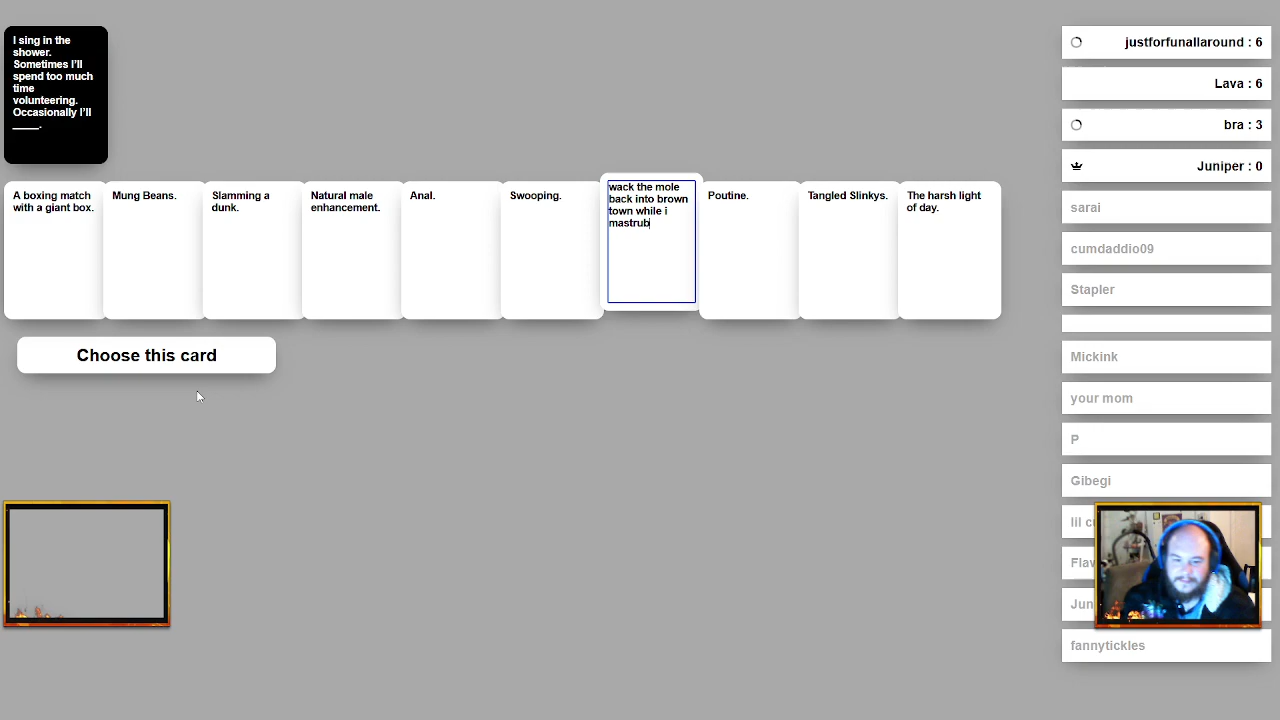 I sing in the
shower.
Sometimes I'll
spend too much
time
volunteering.
Occasionally I'll
_____.
A boxing match
with a giant box.
Mung Beans.
Slamming a
dunk.
Natural male
enhancement.
Anal.
Swooping.
wack the mole
back into brown
town while i
mastrub
Poutine.
Tangled Slinkys.
The harsh light
of day.
Choose this card
justforfunallaround : 6
Lava : 6
bra : 3
Juniper : 0
sarai
cumdaddio09
Stapler
Mickink
your mom
P
Gibegi
lil
fannytickles